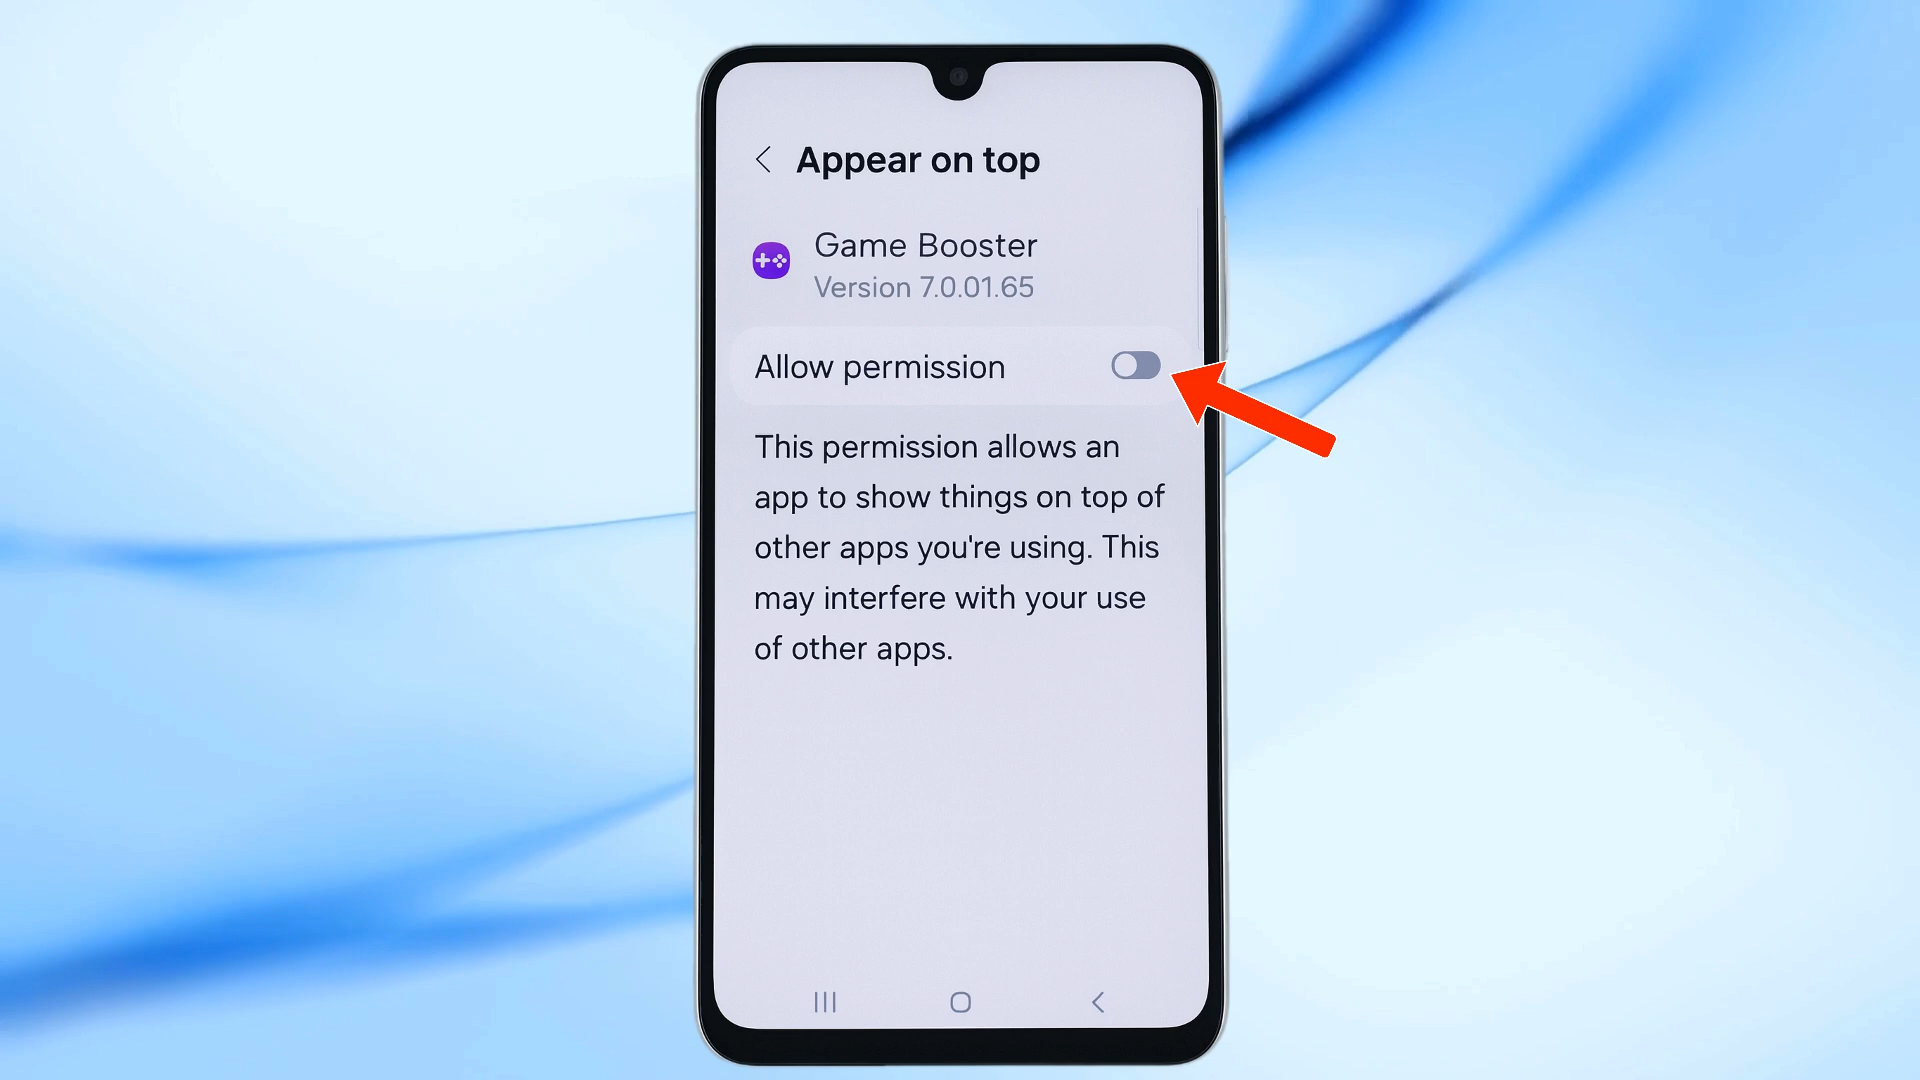 Appear on top
Game Booster
Version 7.0.01.65
Allow permission
This permission allows an
app to show things on top of
other apps you're using. This
may interfere with your use
of other apps.